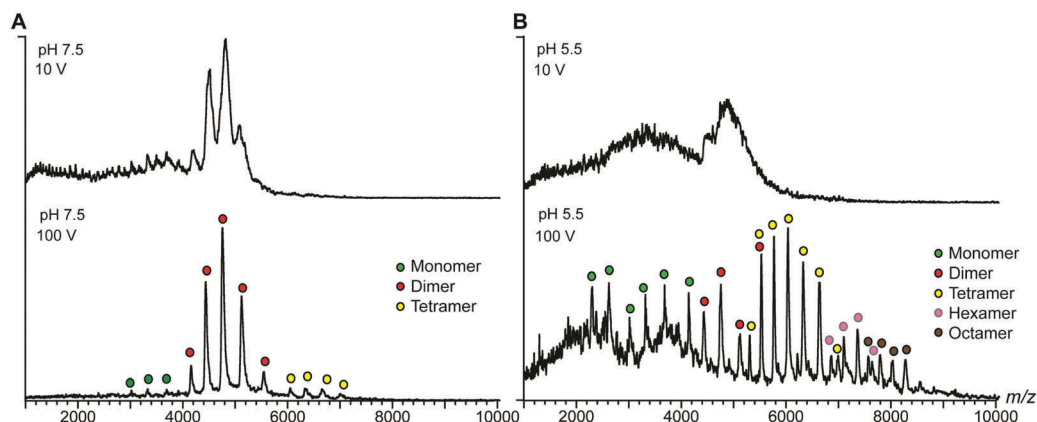 A
pH 7.5
10 V
pH 7.5
100 V
Monomer
Dimer
Tetramer
2000 4000 6000 8000 10000
B
pH 5.5
10 V
pH 5.5
100 V
Monomer
Dimer
Tetramer
Hexamer
Octamer
2000 4000 6000 8000 10000 m/z